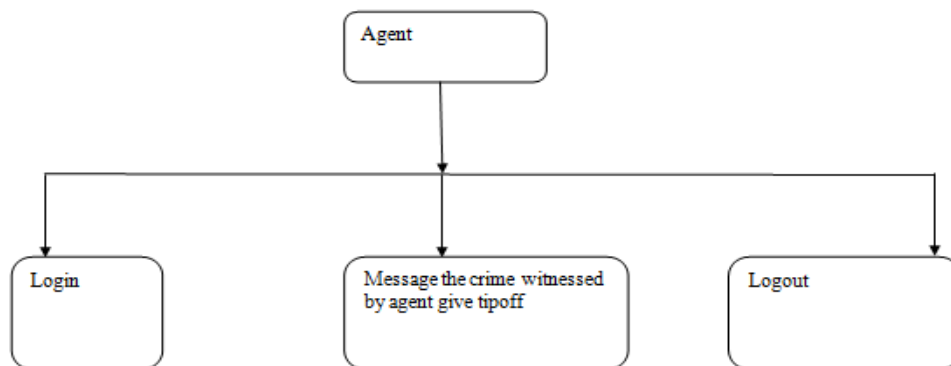 Agent
Login
Message the crime witnessed
by agent give tipoff
Logout